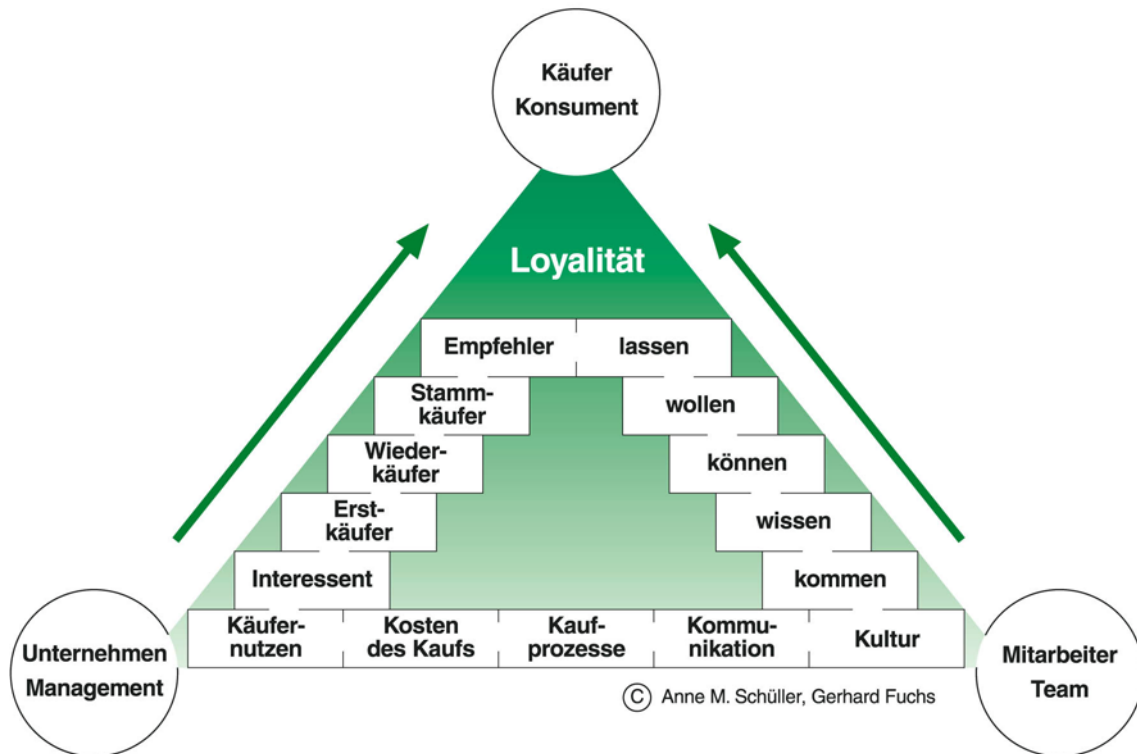 Käufer
Konsument
Loyalität
Empfehler
lassen
Stamm-
käufer
wollen
Wieder-
käufer
können
Erst-
käufer
wissen
Interessent
kommen
Unternehmen
Management
Käufer-
nutzen
Kosten
des Kaufs
Kauf-
prozesse
Kommu-
nikation
Kultur
Mitarbeiter
Team
© Anne M. Schüller, Gerhard Fuchs